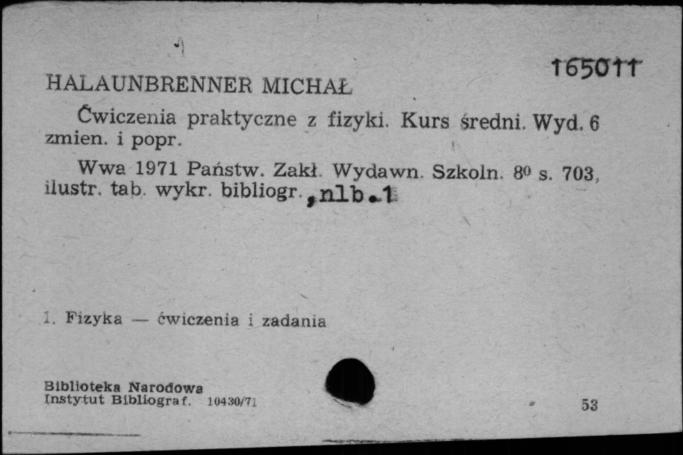 165011
HALAUNBRENNER MICHAŁ
Ćwiczenia praktyczne z fizyki. Kurs średni. Wyd. 6
zmien. i popr.
Wwa 1971 Państw. Zakł. Wydawn. Szkoln. 8⁰ s. 703,
ilustr. tab. wykr. bibliogr.,nlb.1
1. Fizyka — ćwiczenia i zadania
Biblioteka Narodowa
Instytut Bibliograf. 10430/71
53